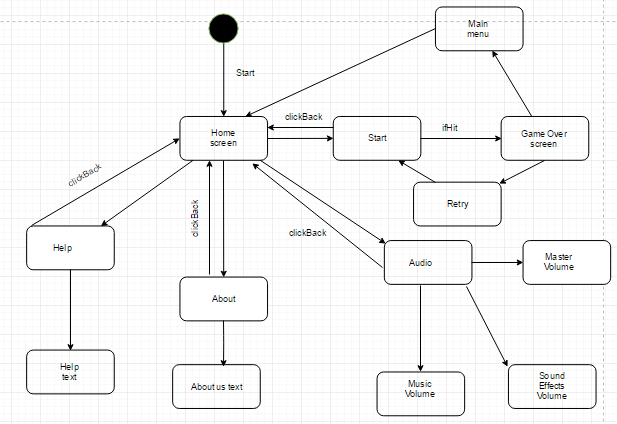 Main
menu
Start
clickBack
Home
screen
Start
ifHit
Game Over
screen
clickBack
Retry
clickBack
clickBack
Help
Audio
Master
Volume
About
Help
text
About us text
Music
Volume
Sound
Effects
Volume